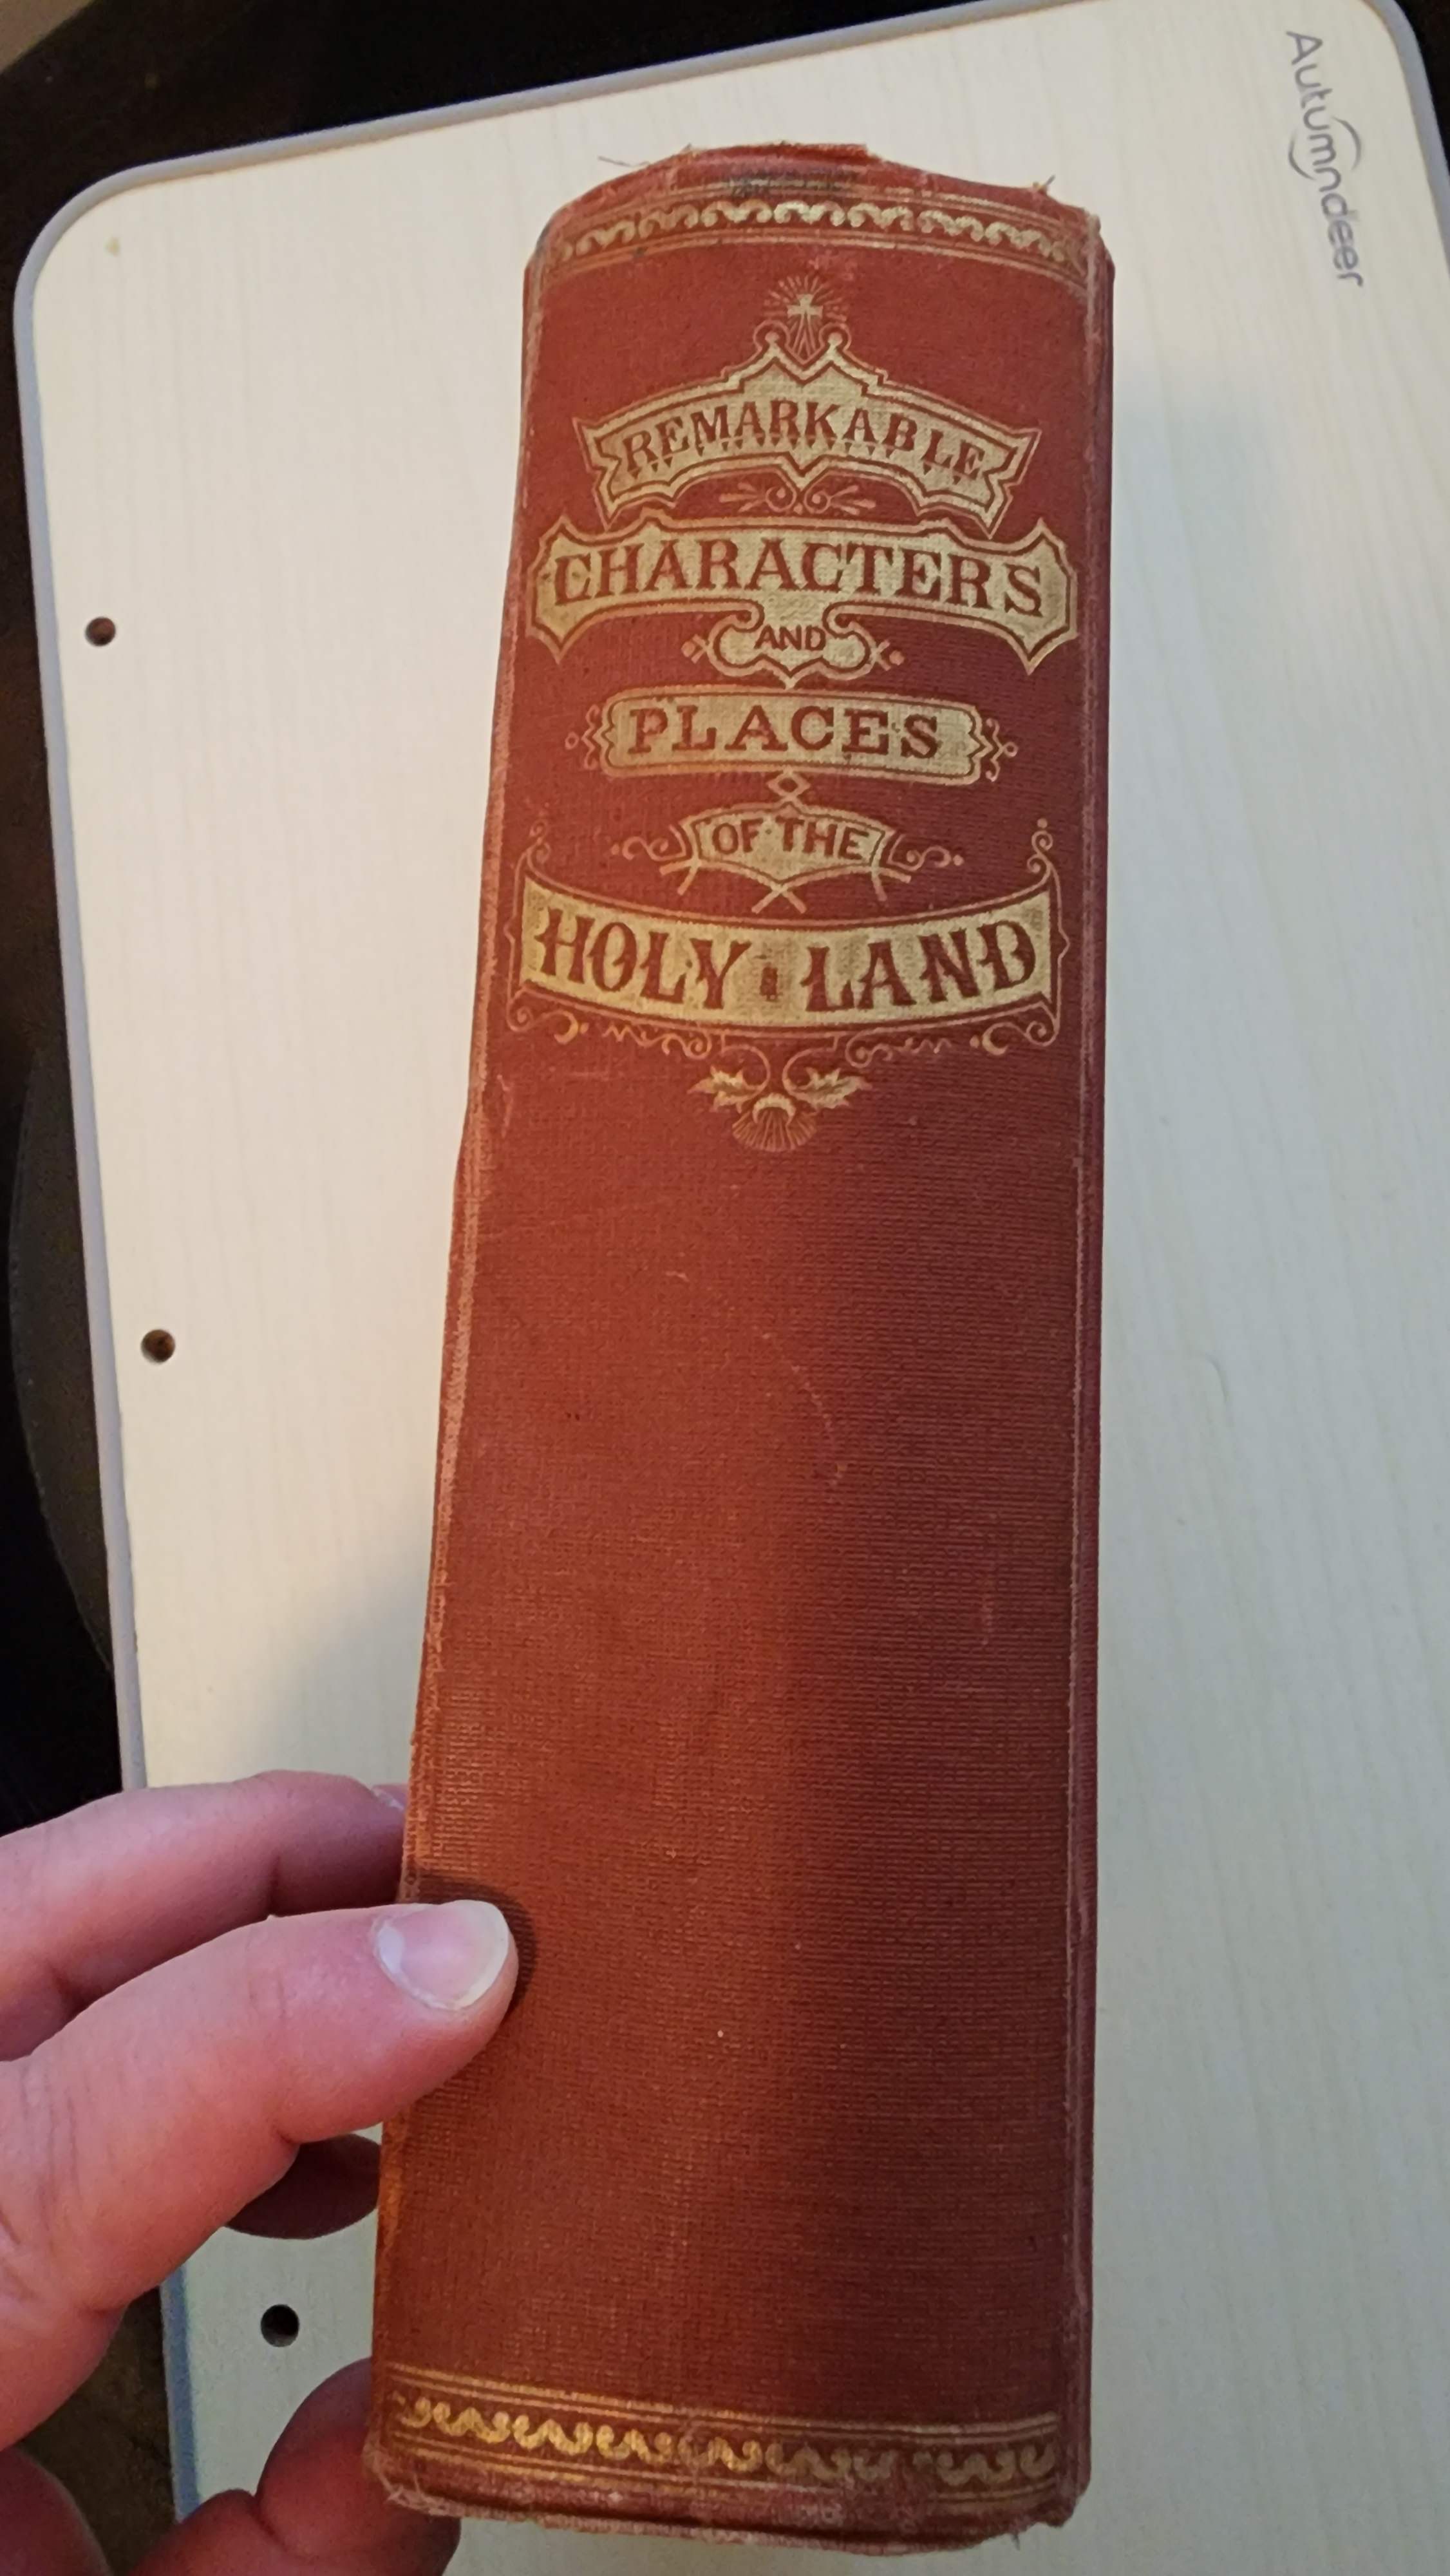 Autumndeer
REMARKABLE
CHARACTERS
AND
PLACES
OF THE
HOLY LAND